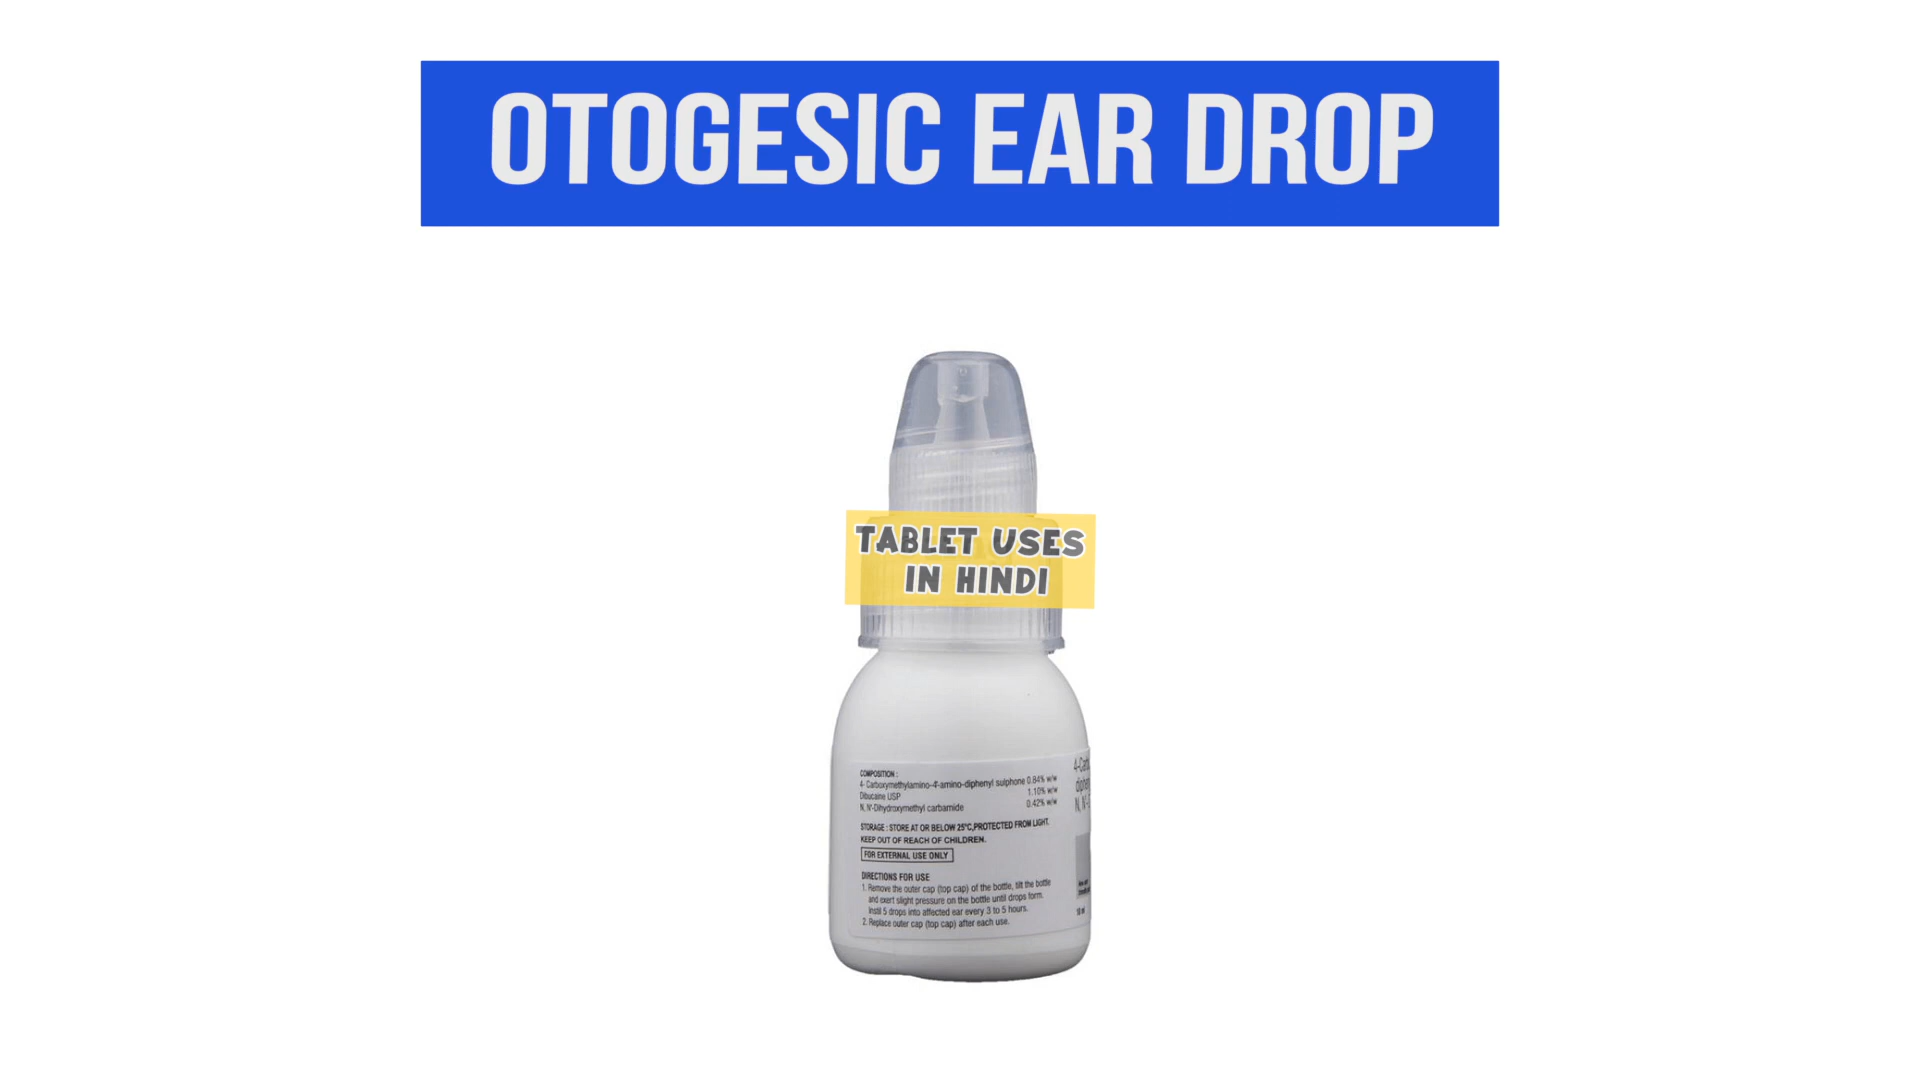 OTOGESIC EAR DROP
TABLET USES
IN HINDI
COMPOSITION :
4- Carboxymethylamino-4'-amino-diphenyl sulphone 0.84% w/w
Dibucaine USP 1.10% w/w
N, N'-Dihydroxymethyl carbamide 0.42% w/w
STORAGE : STORE AT OR BELOW 25°C,PROTECTED FROM LIGHT.
KEEP OUT OF REACH OF CHILDREN.
FOR EXTERNAL USE ONLY
DIRECTIONS FOR USE
1. Remove the outer cap (top cap) of the bottle, tilt the bottle
and exert slight pressure on the bottle until drops form.
Instil 5 drops into affected ear every 3 to 5 hours.
2. Replace outer cap (top cap) after each use.